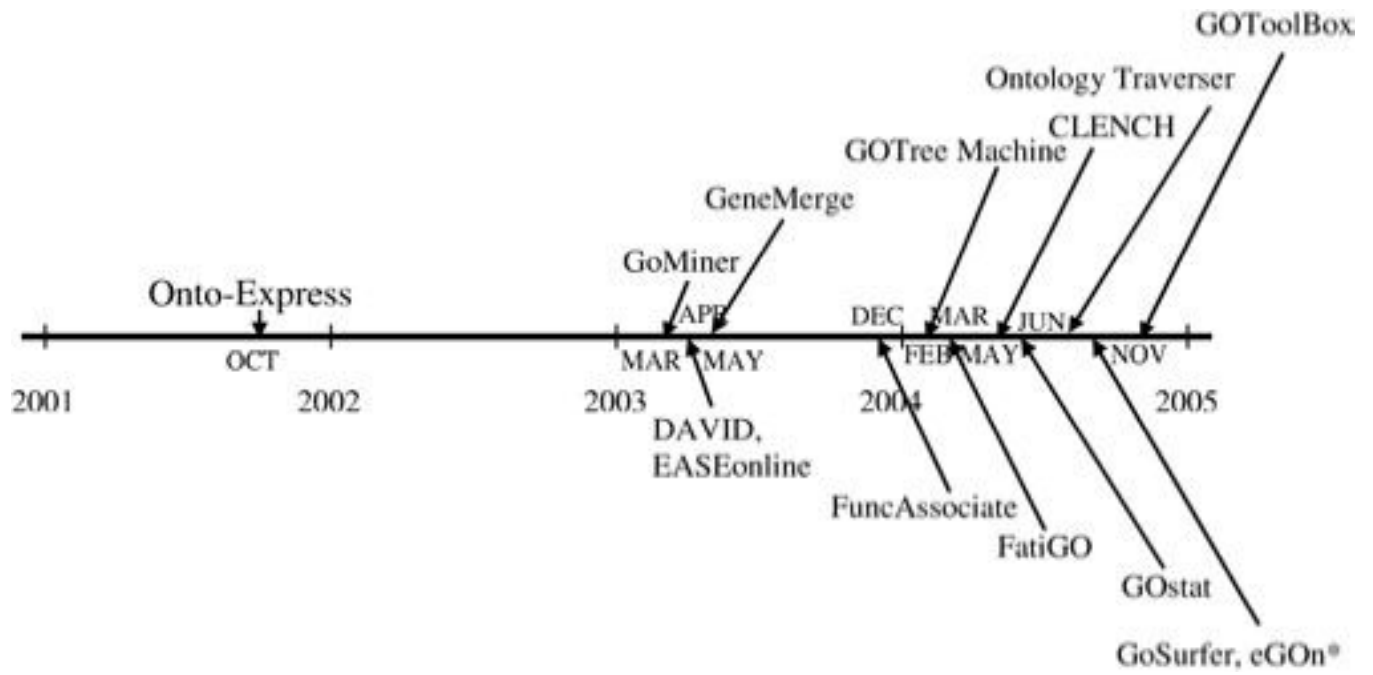 GOToolBox
Ontology Traverser
CLENCH
GOTree Machine
GeneMerge
GoMiner
Onto-Express
APR
DEC
MAR
JUN
OCT
MAR
MAY
FEB
MAY
NOV
2001
2002
2003
2004
2005
DAVID,
EASEonline
FuncAssociate
FatiGO
GOstat
GoSurfer, eGOn*